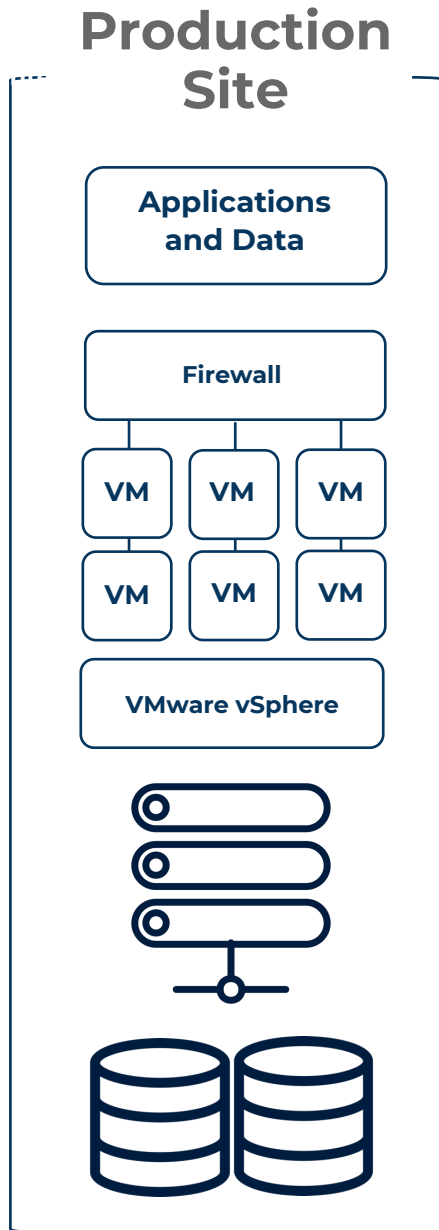 Production
Site
Applications
and Data
Firewall
VM VM VM
VM VM VM
VMware vSphere